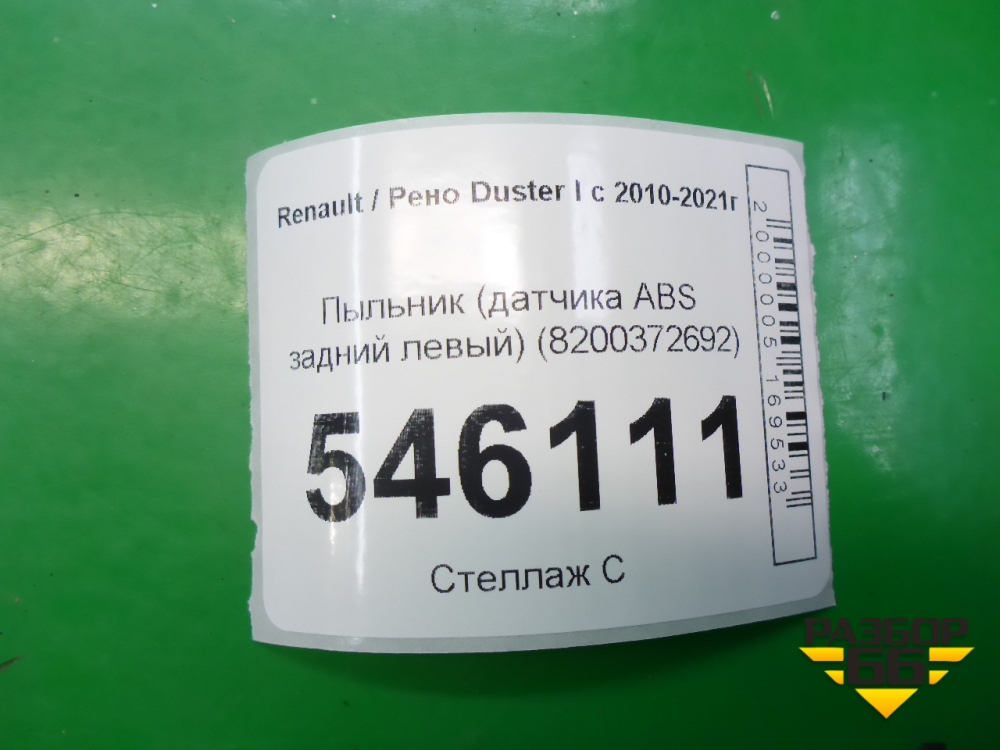 Renault / Рено Duster I с 2010-2021г
Пыльник (датчика ABS
задний левый) (8200372692)
546111
Стеллаж С
2000005169533
РАЗБОР
66